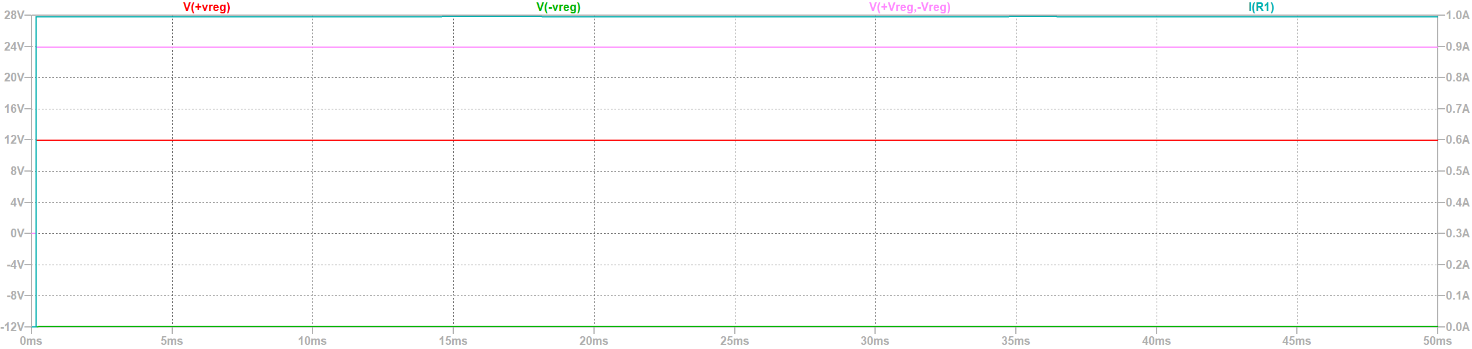 V(+vreg) V(-vreg) V(+Vreg,-Vreg) I(R1)
28V 1.0A
24V 0.9A
20V 0.8A
16V 0.7A
12V 0.6A
8V 0.5A
4V 0.4A
0V 0.3A
-4V 0.2A
-8V 0.1A
-12V 0.0A
0ms 5ms 10ms 15ms 20ms 25ms 30ms 35ms 40ms 45ms 50ms